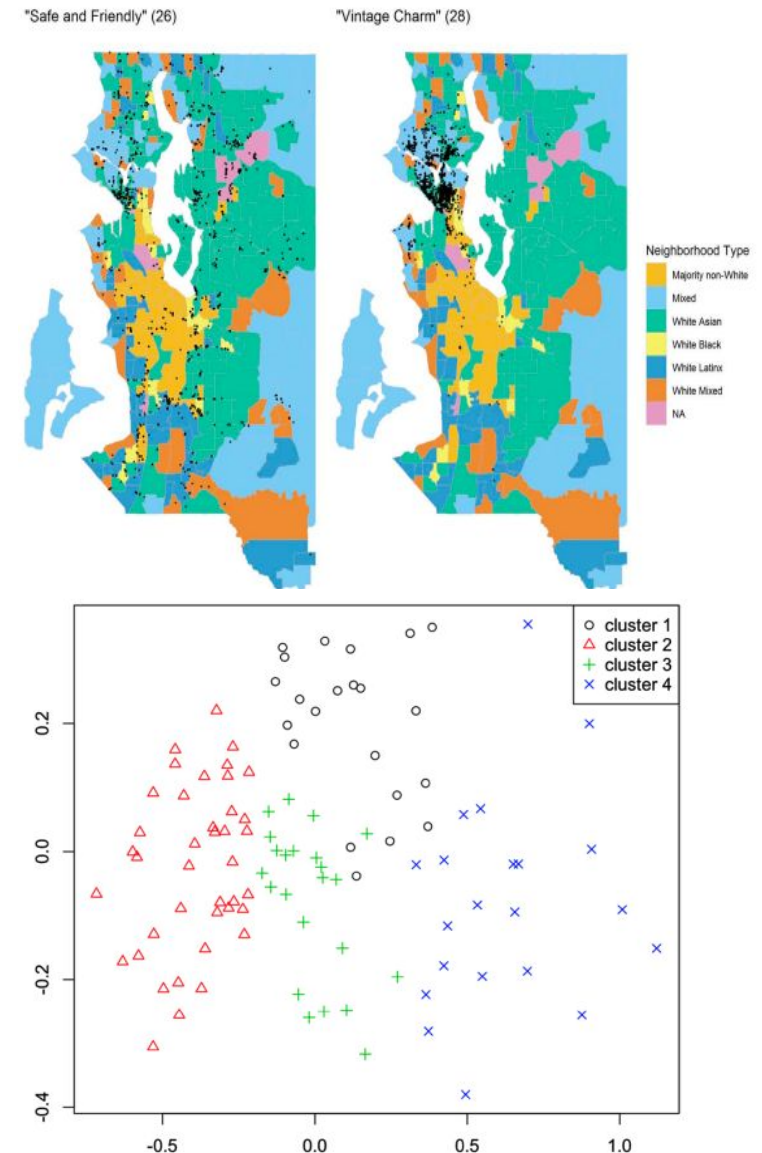 "Safe and Friendly" (26)
"Vintage Charm" (28)
Neighborhood Type
Majority non-White
Mixed
White Asian
White Black
White Latinx
White Mixed
NA
cluster 1
cluster 2
cluster 3
cluster 4
0.2
0.0
-0.2
-0.4
-0.5
0.0
0.5
1.0